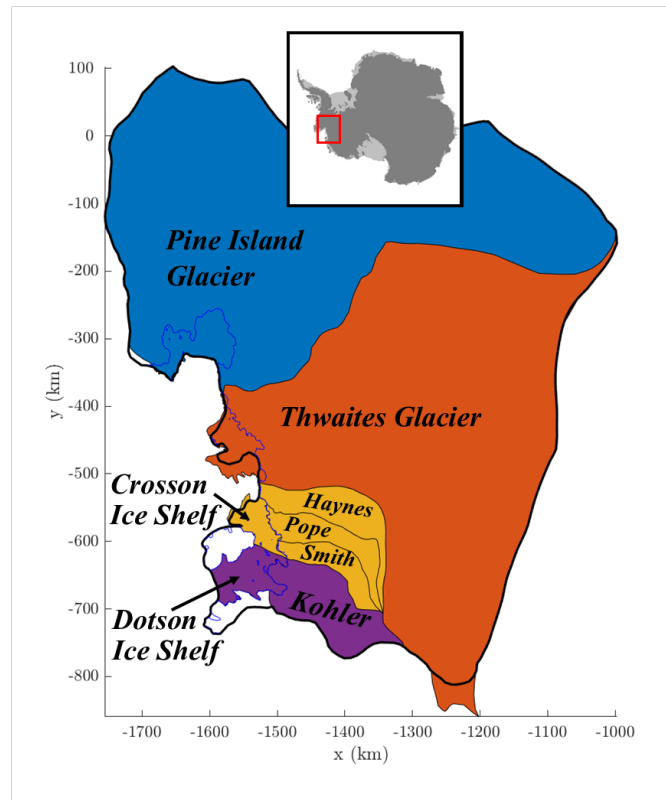 100
0
-100
-200
-300
-400
-500
-600
-700
-800
y (km)
Pine Island
Glacier
Thwaites Glacier
Crosson
Ice Shelf
Haynes
Pope
Smith
Kohler
Dotson
Ice Shelf
-1700 -1600 -1500 -1400 -1300 -1200 -1100 -1000
x (km)